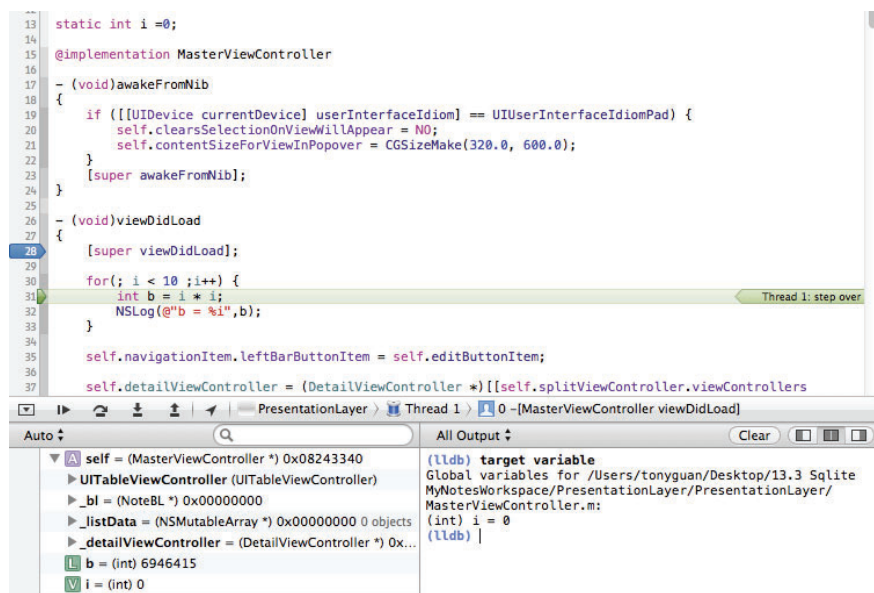 12
13 static int i =0;
14
15 @implementation MasterViewController
16
17 - (void)awakeFromNib
18 {
19 if ([[UIDevice currentDevice] userInterfaceIdiom] == UIUserInterfaceIdiomPad) {
20 self.clearsSelectionOnViewWillAppear = NO;
21 self.contentSizeForViewInPopover = CGSizeMake(320.0, 600.0);
22 }
23 [super awakeFromNib];
24 }
25
26 - (void)viewDidLoad
27 {
28 [super viewDidLoad];
29
30 for(; i < 10 ;i++) {
31 int b = i * i; Thread 1: step over
32 NSLog(@"b = %i",b);
33 }
34
35 self.navigationItem.leftBarButtonItem = self.editButtonItem;
36
37 self.detailViewController = (DetailViewController *)[[self.splitViewController.viewControllers
PresentationLayer Thread 1 0 -[MasterViewController viewDidLoad]
Auto
All Output Clear
A self = (MasterViewController *) 0x08243340
UITableViewController (UITableViewController)
_bl = (NoteBL *) 0x00000000
_listData = (NSMutableArray *) 0x00000000 0 objects
_detailViewController = (DetailViewController *) 0x...
L b = (int) 6946415
V i = (int) 0
(lldb) target variable
Global variables for /Users/tonyguan/Desktop/13.3 Sqlite
MyNotesWorkspace/PresentationLayer/PresentationLayer/
MasterViewController.m:
(int) i = 0
(lldb)